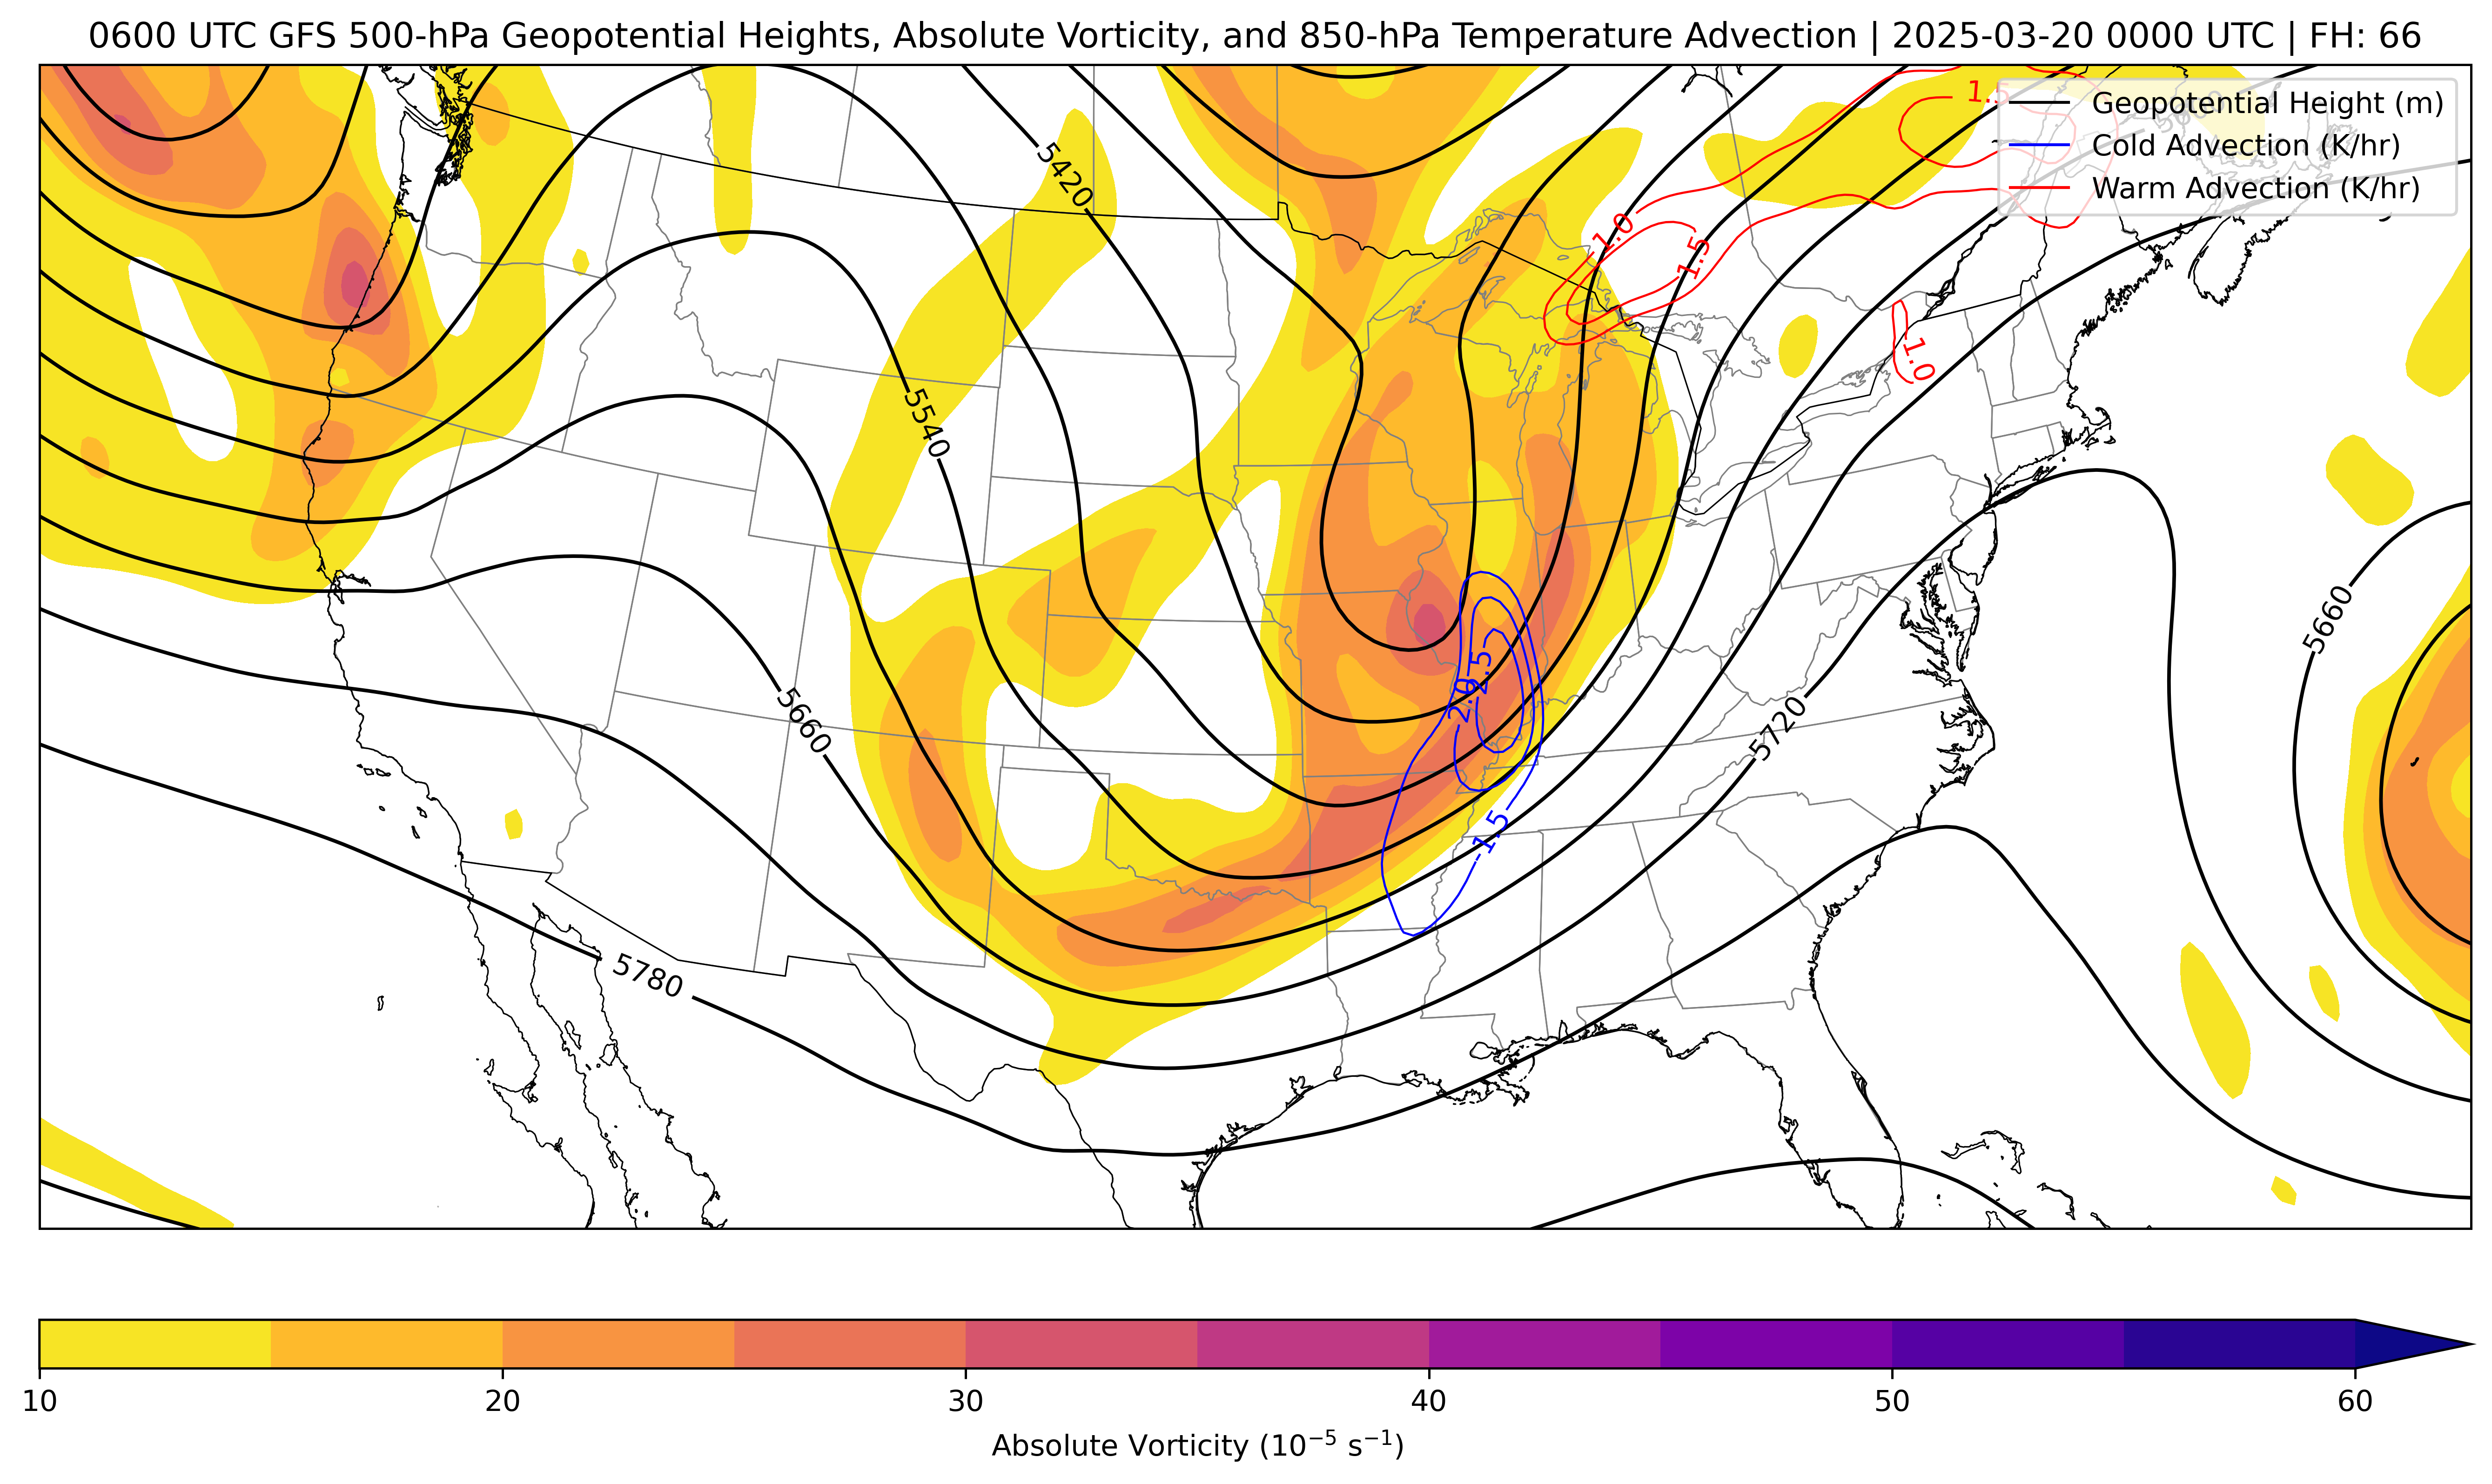 0600 UTC GFS 500-hPa Geopotential Heights, Absolute Vorticity, and 850-hPa Temperature Advection | 2025-03-20 0000 UTC | FH: 66
1.5
Geopotential Height (m)
Cold Advection (K/hr)
Warm Advection (K/hr)
5420
1.0
1.5
1.0
5540
5660
-2.5
-2.0
5660
5720
-1.5
5780
10 20 30 40 50 60
Absolute Vorticity (10⁻⁵ s⁻¹)